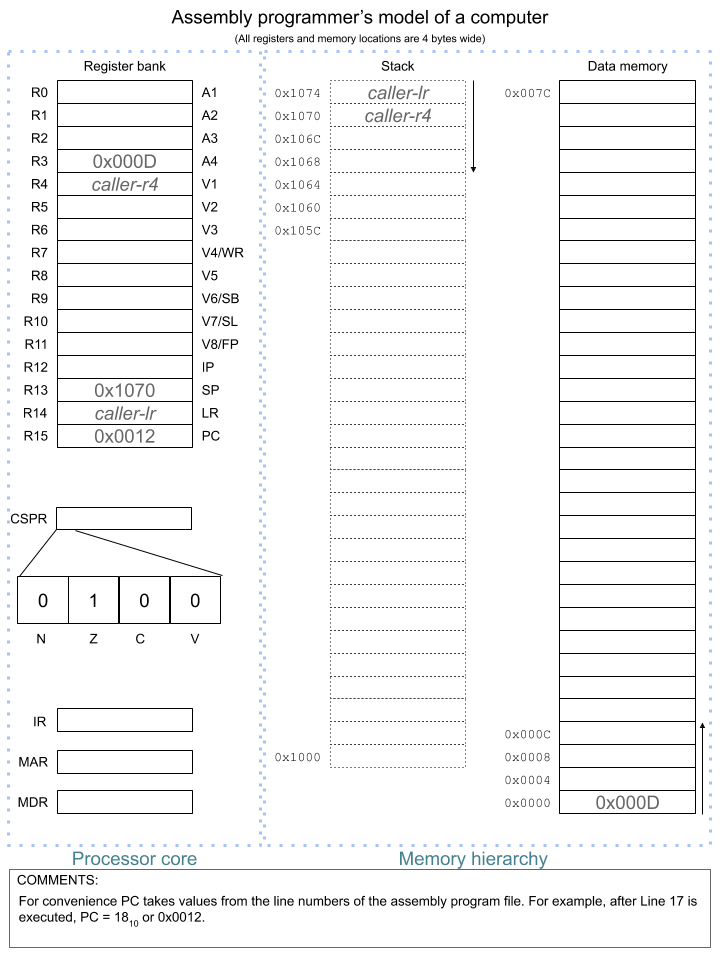 Assembly programmer's model of a computer
(All registers and memory locations are 4 bytes wide)
Register bank
R0 A1
R1 A2
R2 A3
R3 0x000D A4
R4 caller-r4 V1
R5 V2
R6 V3
R7 V4/WR
R8 V5
R9 V6/SB
R10 V7/SL
R11 V8/FP
R12 IP
R13 0x1070 SP
R14 caller-lr LR
R15 0x0012 PC
CSPR
0 1 0 0
N Z C V
IR
MAR
MDR
Processor core
Stack
0x1074 caller-lr
0x1070 caller-r4
0x106C
0x1068
0x1064
0x1060
0x105C
0x1000
Data memory
0x007C
0x000C
0x0008
0x0004
0x0000 0x000D
Memory hierarchy
COMMENTS:
For convenience PC takes values from the line numbers of the assembly program file. For example, after Line 17 is
executed, PC = 18₁₀ or 0x0012.